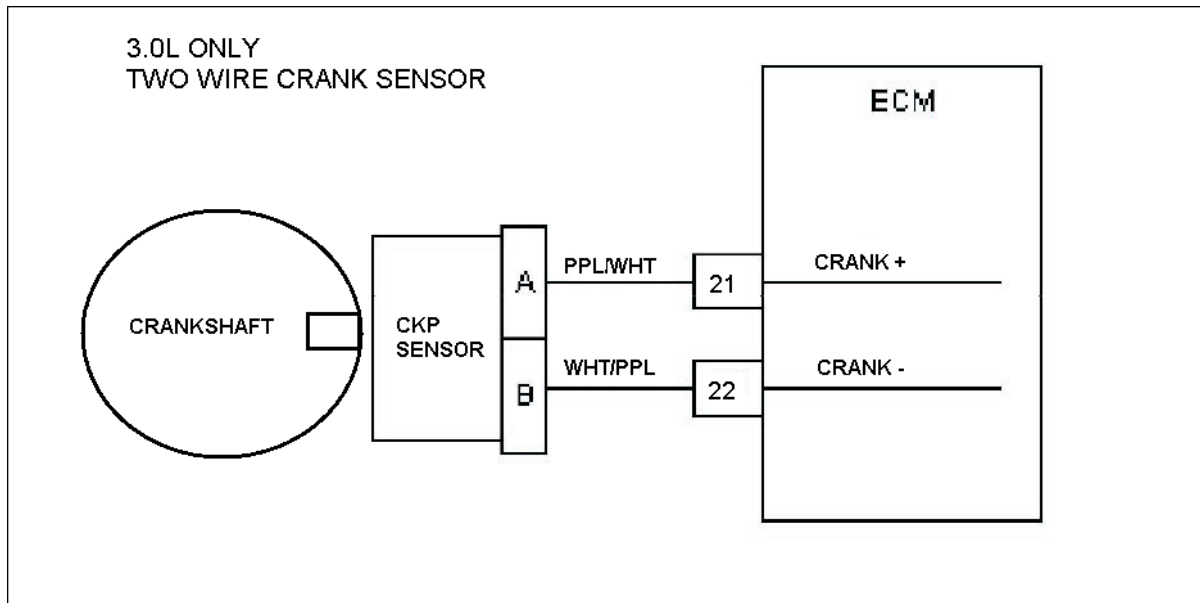 3.0L ONLY
TWO WIRE CRANK SENSOR
ECM
CRANKSHAFT
CKP
SENSOR
A
PPL/WHT
21
CRANK +
B
WHT/PPL
22
CRANK -